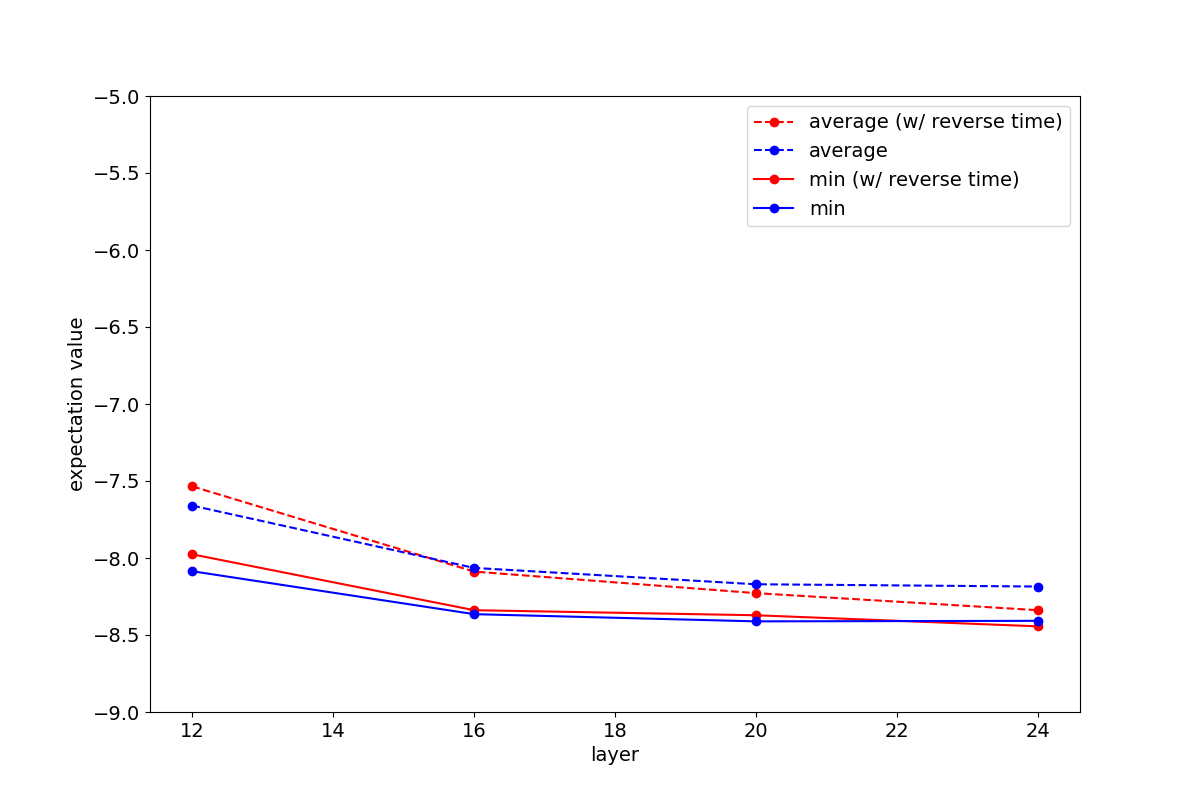 −5.0
−5.5
−6.0
−6.5
−7.0
−7.5
−8.0
−8.5
−9.0
expectation value
average (w/ reverse time)
average
min (w/ reverse time)
min
12 14 16 18 20 22 24
layer